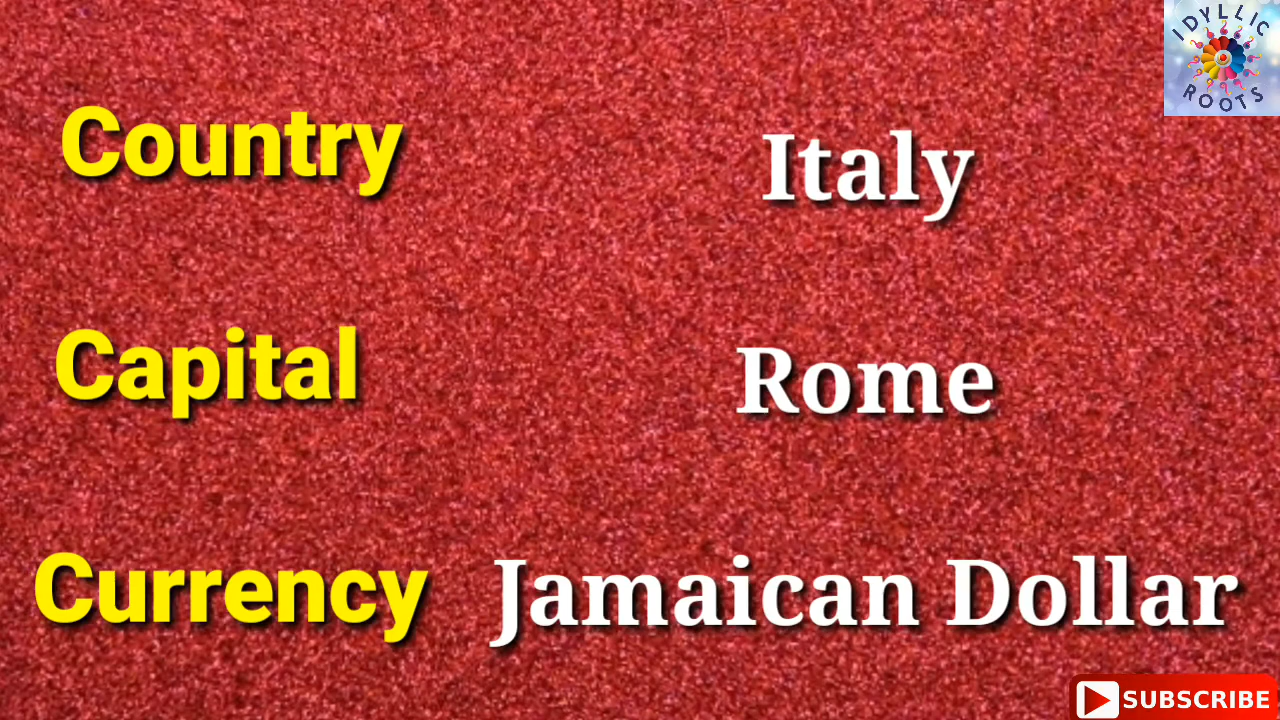 IDYLLIC
ROOTS
Country Italy
Capital Rome
Currency Jamaican Dollar
SUBSCRIBE